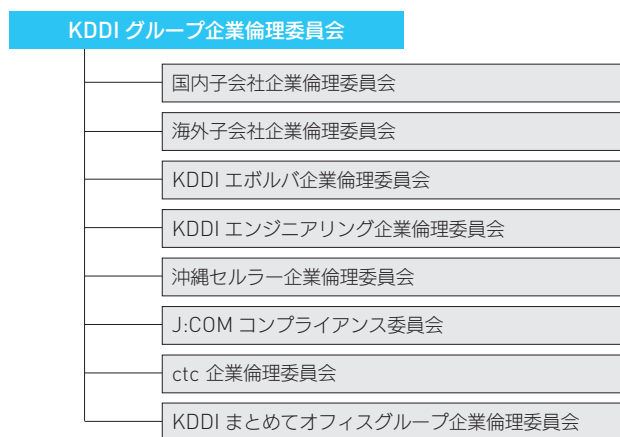 KDDI グループ企業倫理委員会
国内子会社企業倫理委員会
海外子会社企業倫理委員会
KDDI エボルバ企業倫理委員会
KDDI エンジニアリング企業倫理委員会
沖縄セルラー企業倫理委員会
J:COM コンプライアンス委員会
ctc 企業倫理委員会
KDDI まとめてオフィスグループ企業倫理委員会